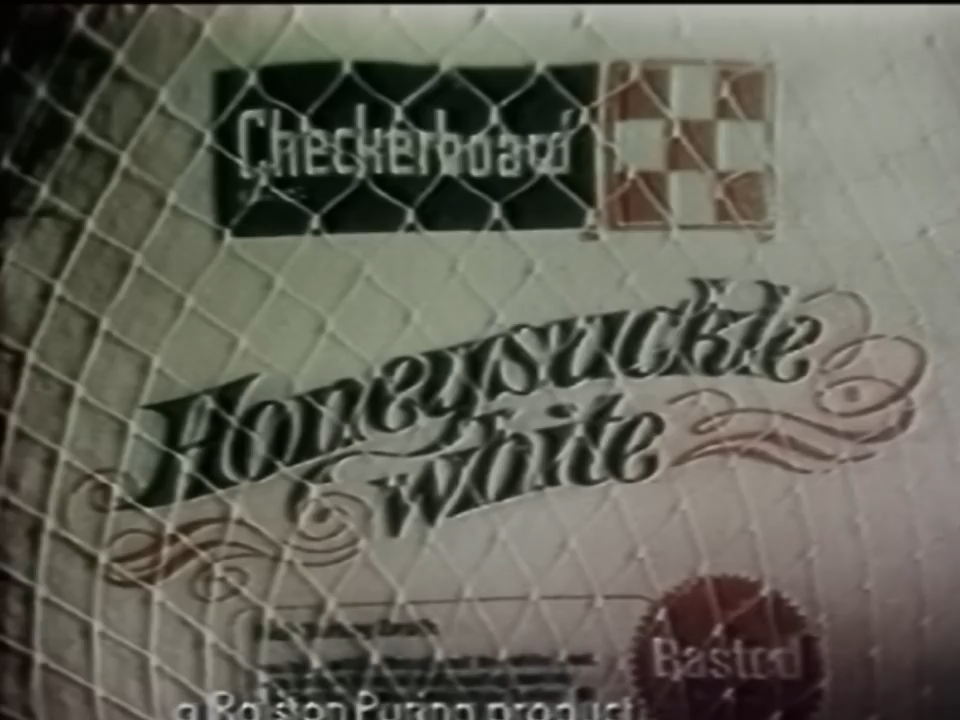 Checkerboard
Honeysuckle
white
Basted
a Ralston Purina product